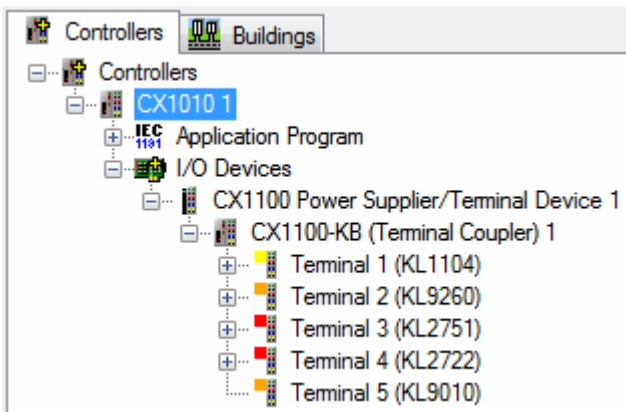 Controllers Buildings
Controllers
CX1010 1
IEC
1131 Application Program
I/O Devices
CX1100 Power Supplier/Terminal Device 1
CX1100-KB (Terminal Coupler) 1
Terminal 1 (KL1104)
Terminal 2 (KL9260)
Terminal 3 (KL2751)
Terminal 4 (KL2722)
Terminal 5 (KL9010)